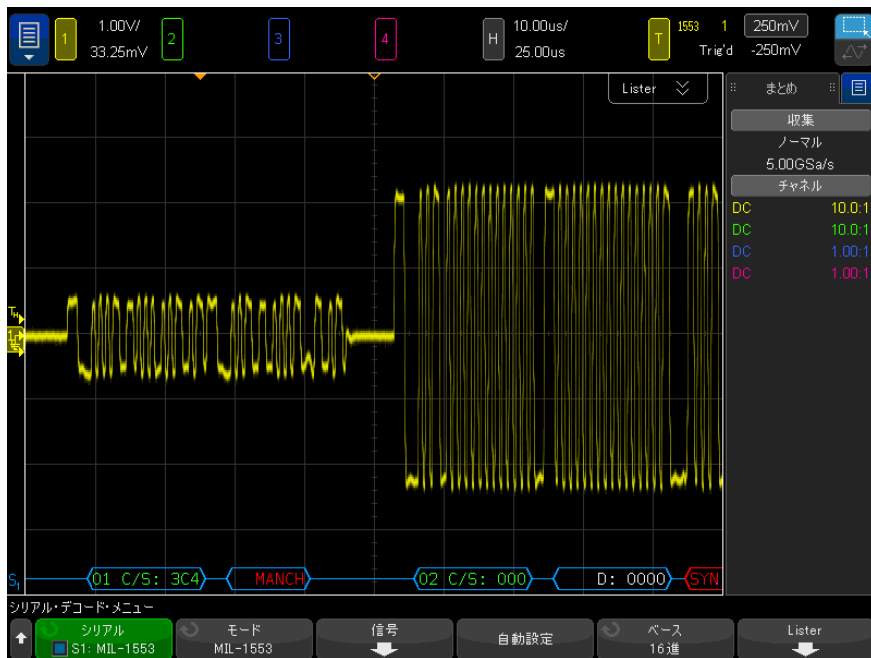 1 1.00V/ 2 3 4 H 10.00us/ T 1553 1 250mV
33.25mV 25.00us Trig'd -250mV
Lister
まとめ
収集
ノーマル
5.00GSa/s
チャネル
DC 10.0:1
DC 10.0:1
DC 1.00:1
DC 1.00:1
S1 01 C/S: 3C4 MANCH 02 C/S: 000 D: 0000 SYN
シリアル・デコード・メニュー
シリアル モード 信号 自動設定 ベース Lister
S1: MIL-1553 MIL-1553 16進